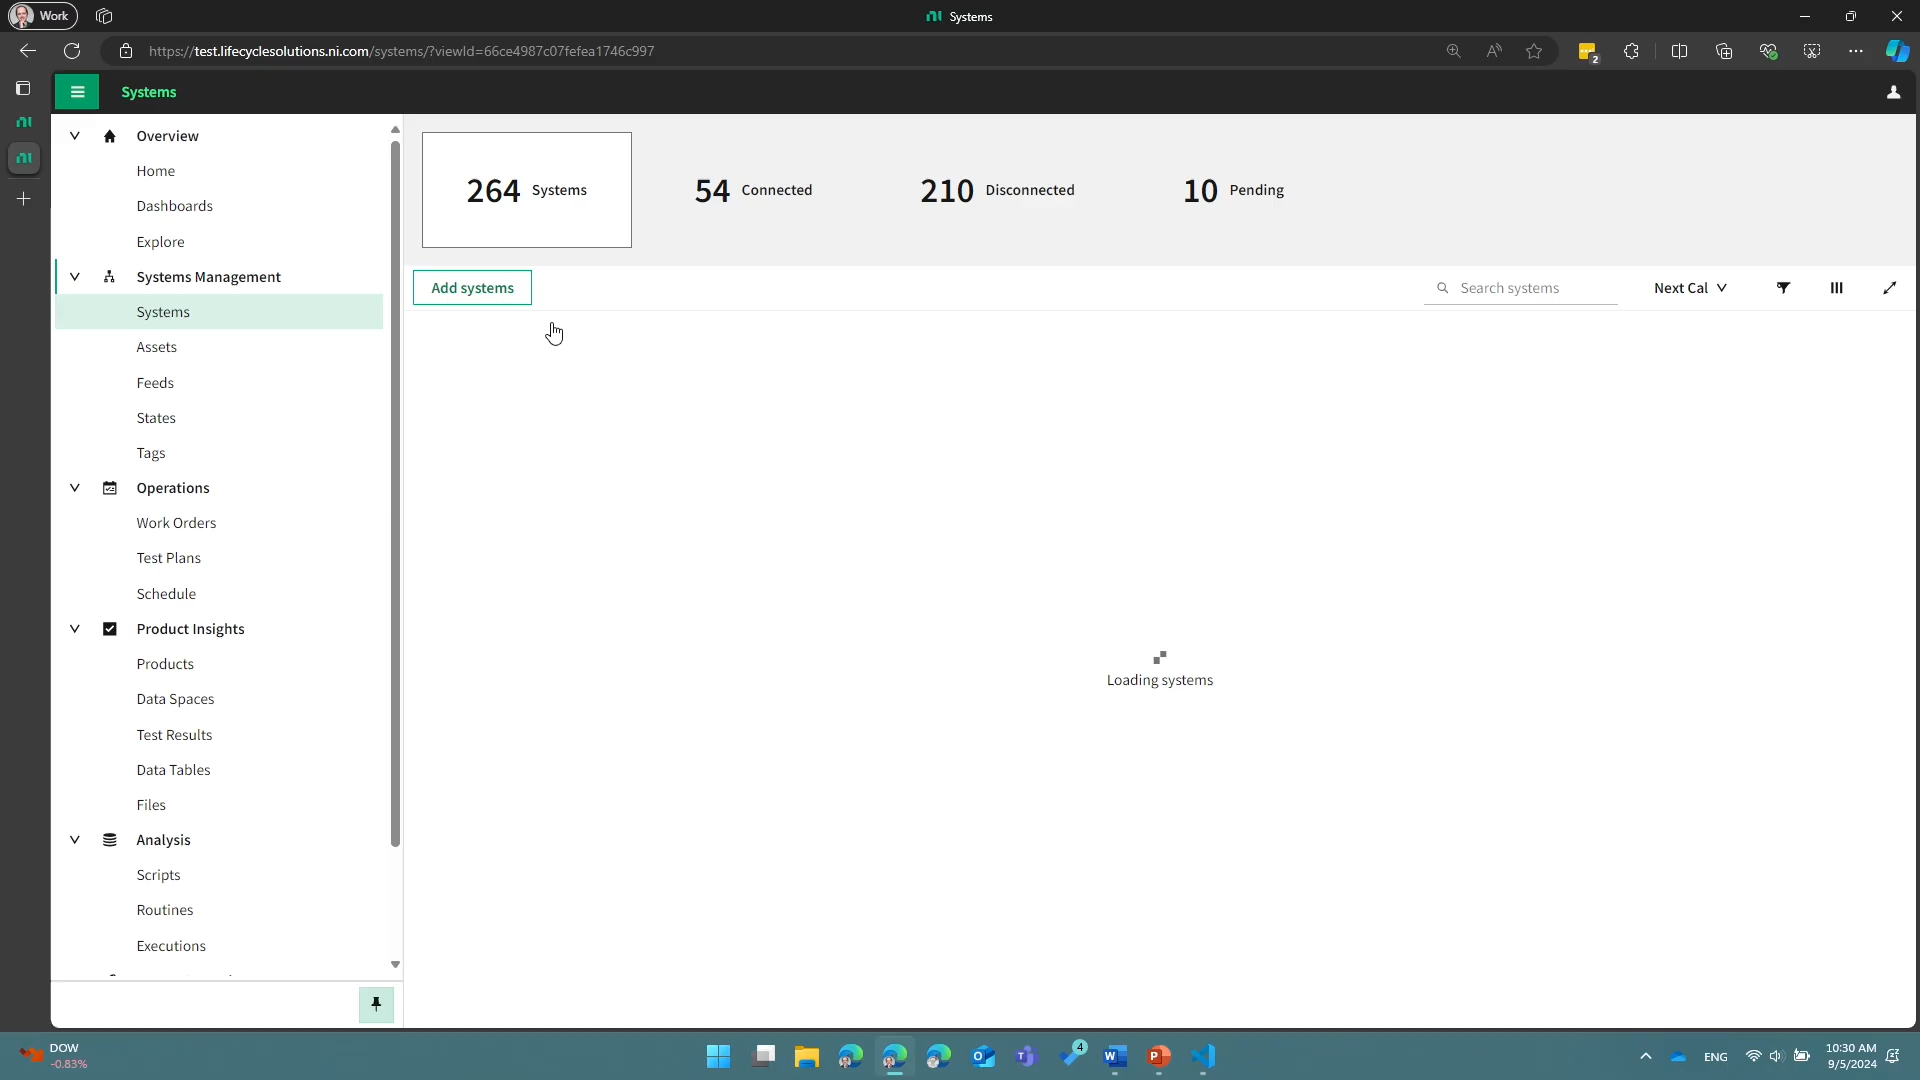 Work
Systems
https://test.lifecyclesolutions.ni.com/systems/?viewId=66ce4987c07fefea1746c997
2
Systems
Overview
Home
Dashboards
Explore
Systems Management
Systems
Assets
Feeds
States
Tags
Operations
Work Orders
Test Plans
Schedule
Product Insights
Products
Data Spaces
Test Results
Data Tables
Files
Analysis
Scripts
Routines
Executions
264 Systems
54 Connected
210 Disconnected
10 Pending
Add systems
Search systems
Next Cal
Loading systems
DOW
-0.83%
4
ENG
10:30 AM
9/5/2024